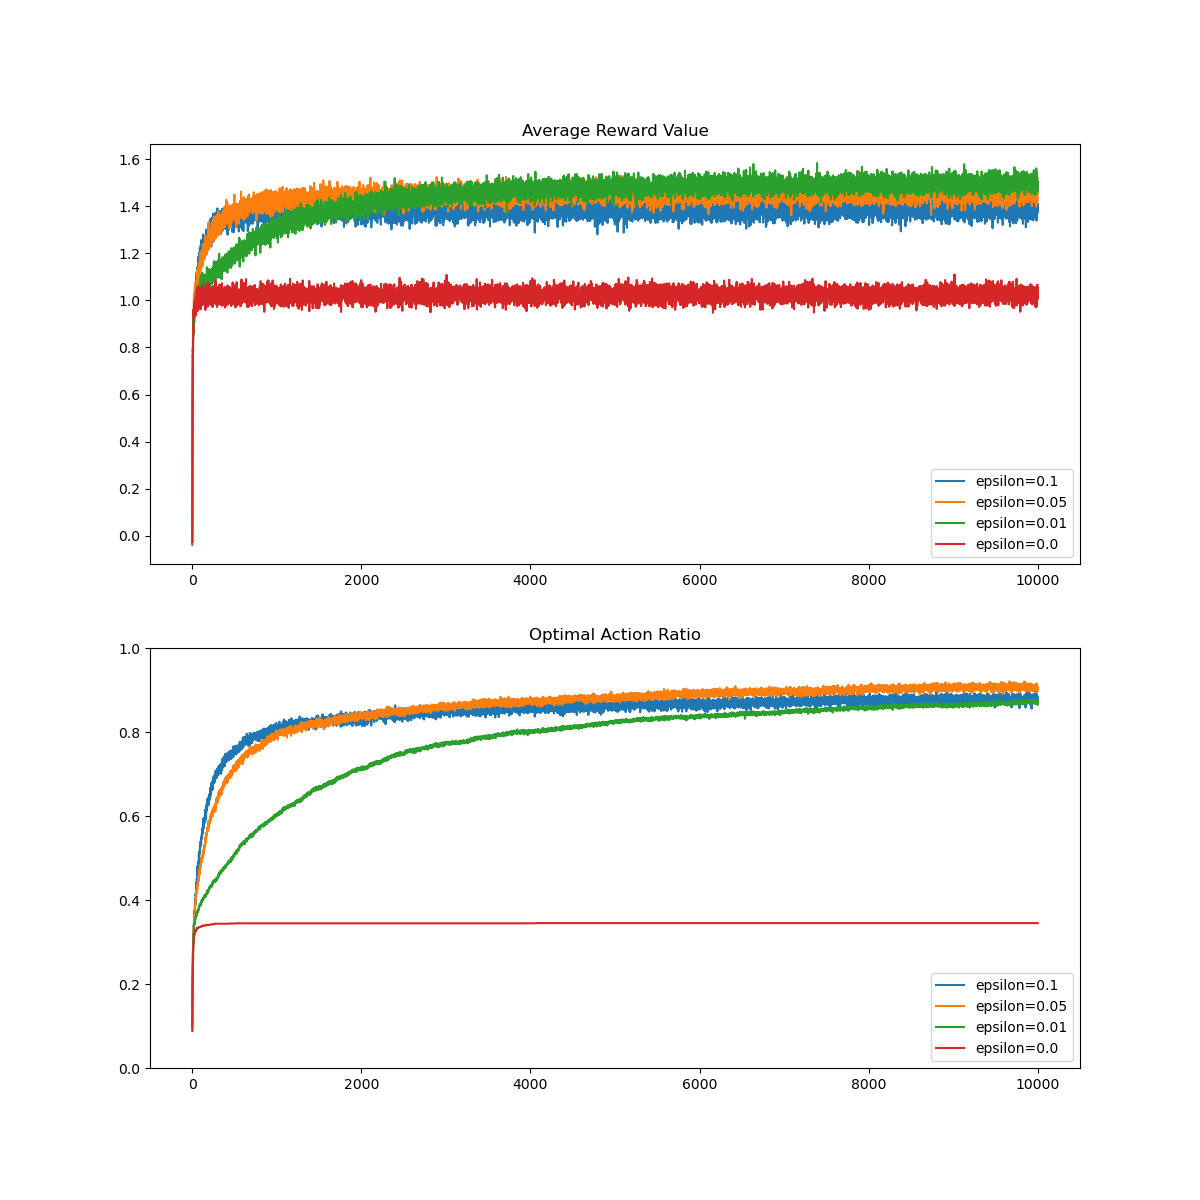 Average Reward Value
1.6
1.4
1.2
1.0
0.8
0.6
0.4
0.2
0.0
epsilon=0.1
epsilon=0.05
epsilon=0.01
epsilon=0.0
0 2000 4000 6000 8000 10000
Optimal Action Ratio
1.0
0.8
0.6
0.4
0.2
0.0
epsilon=0.1
epsilon=0.05
epsilon=0.01
epsilon=0.0
0 2000 4000 6000 8000 10000